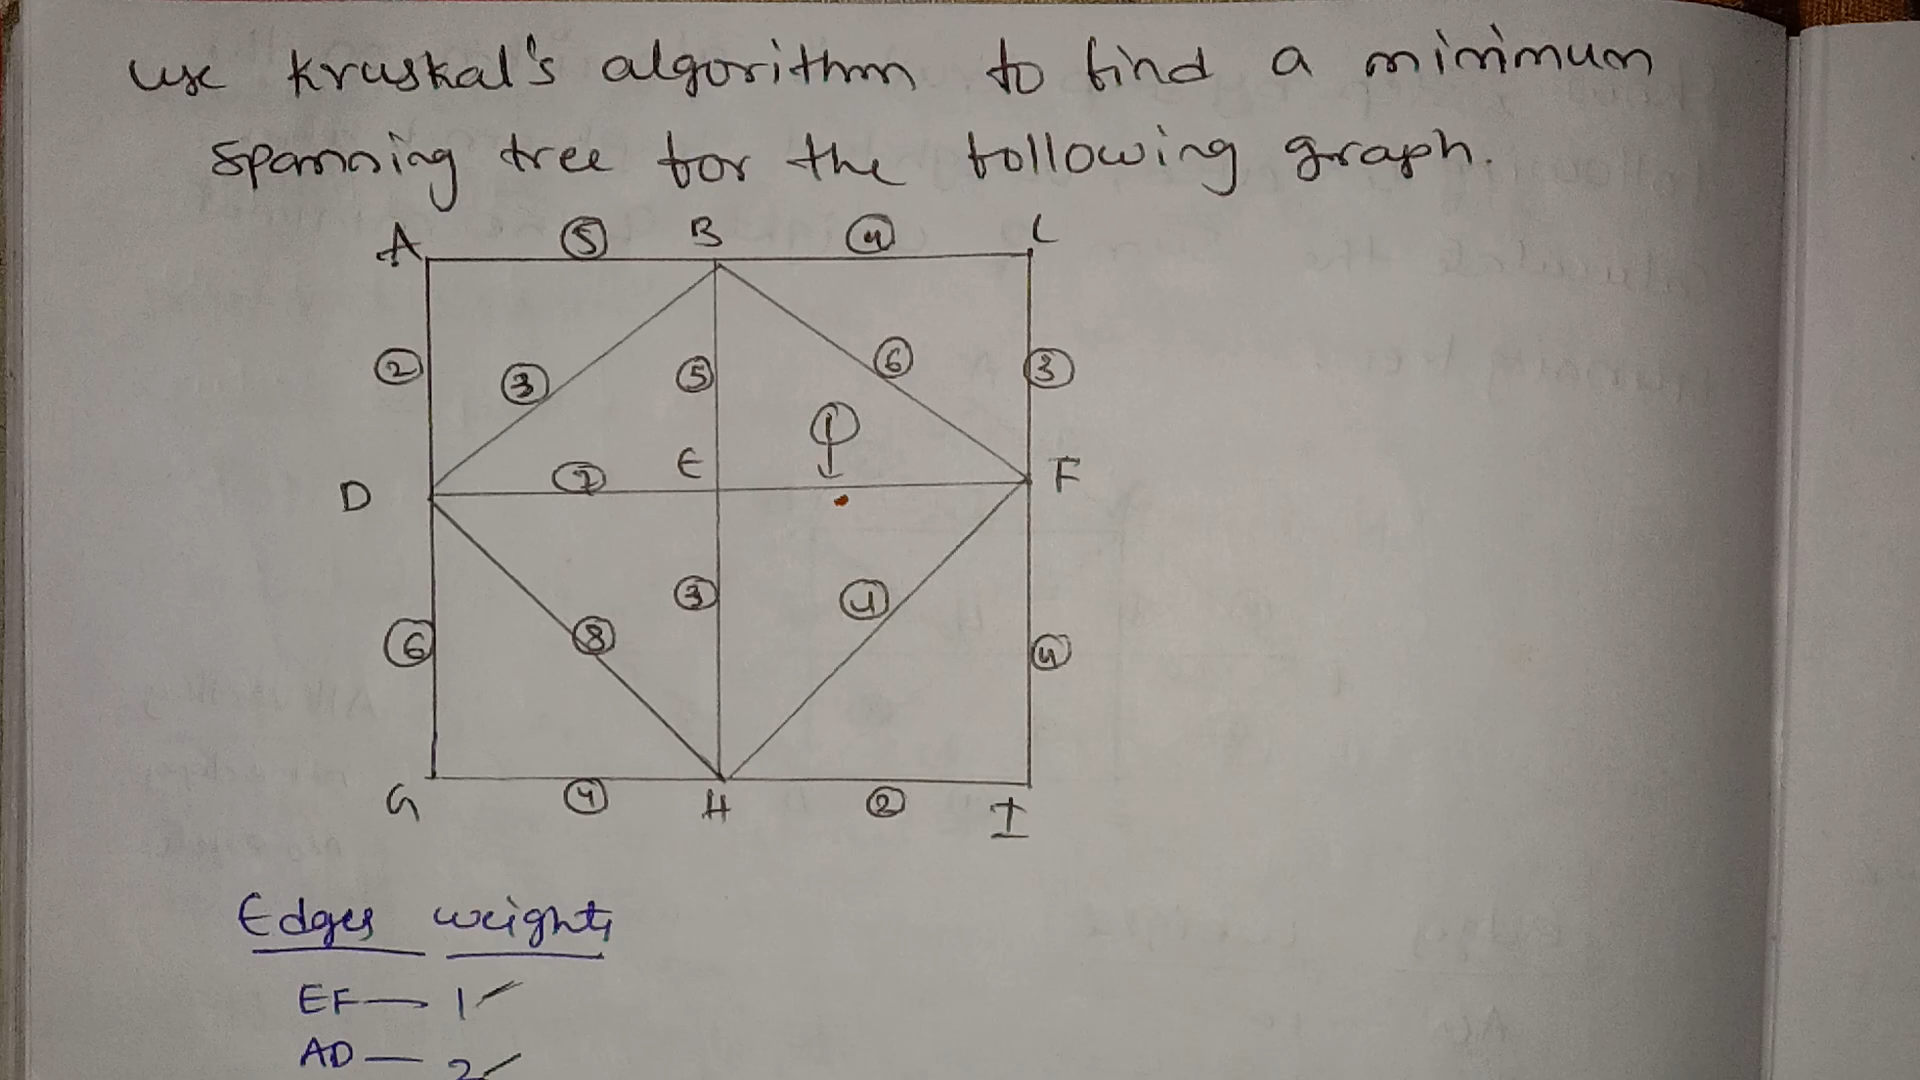 use kruskal's algorithm to find a minimum
spanning tree for the following graph.
A 5 B 4 C
2 3 5 6 3
D 7 E 1 F
6 8 3 4 4
G 4 H 2 I
Edges weights
EF — 1
AD — 2